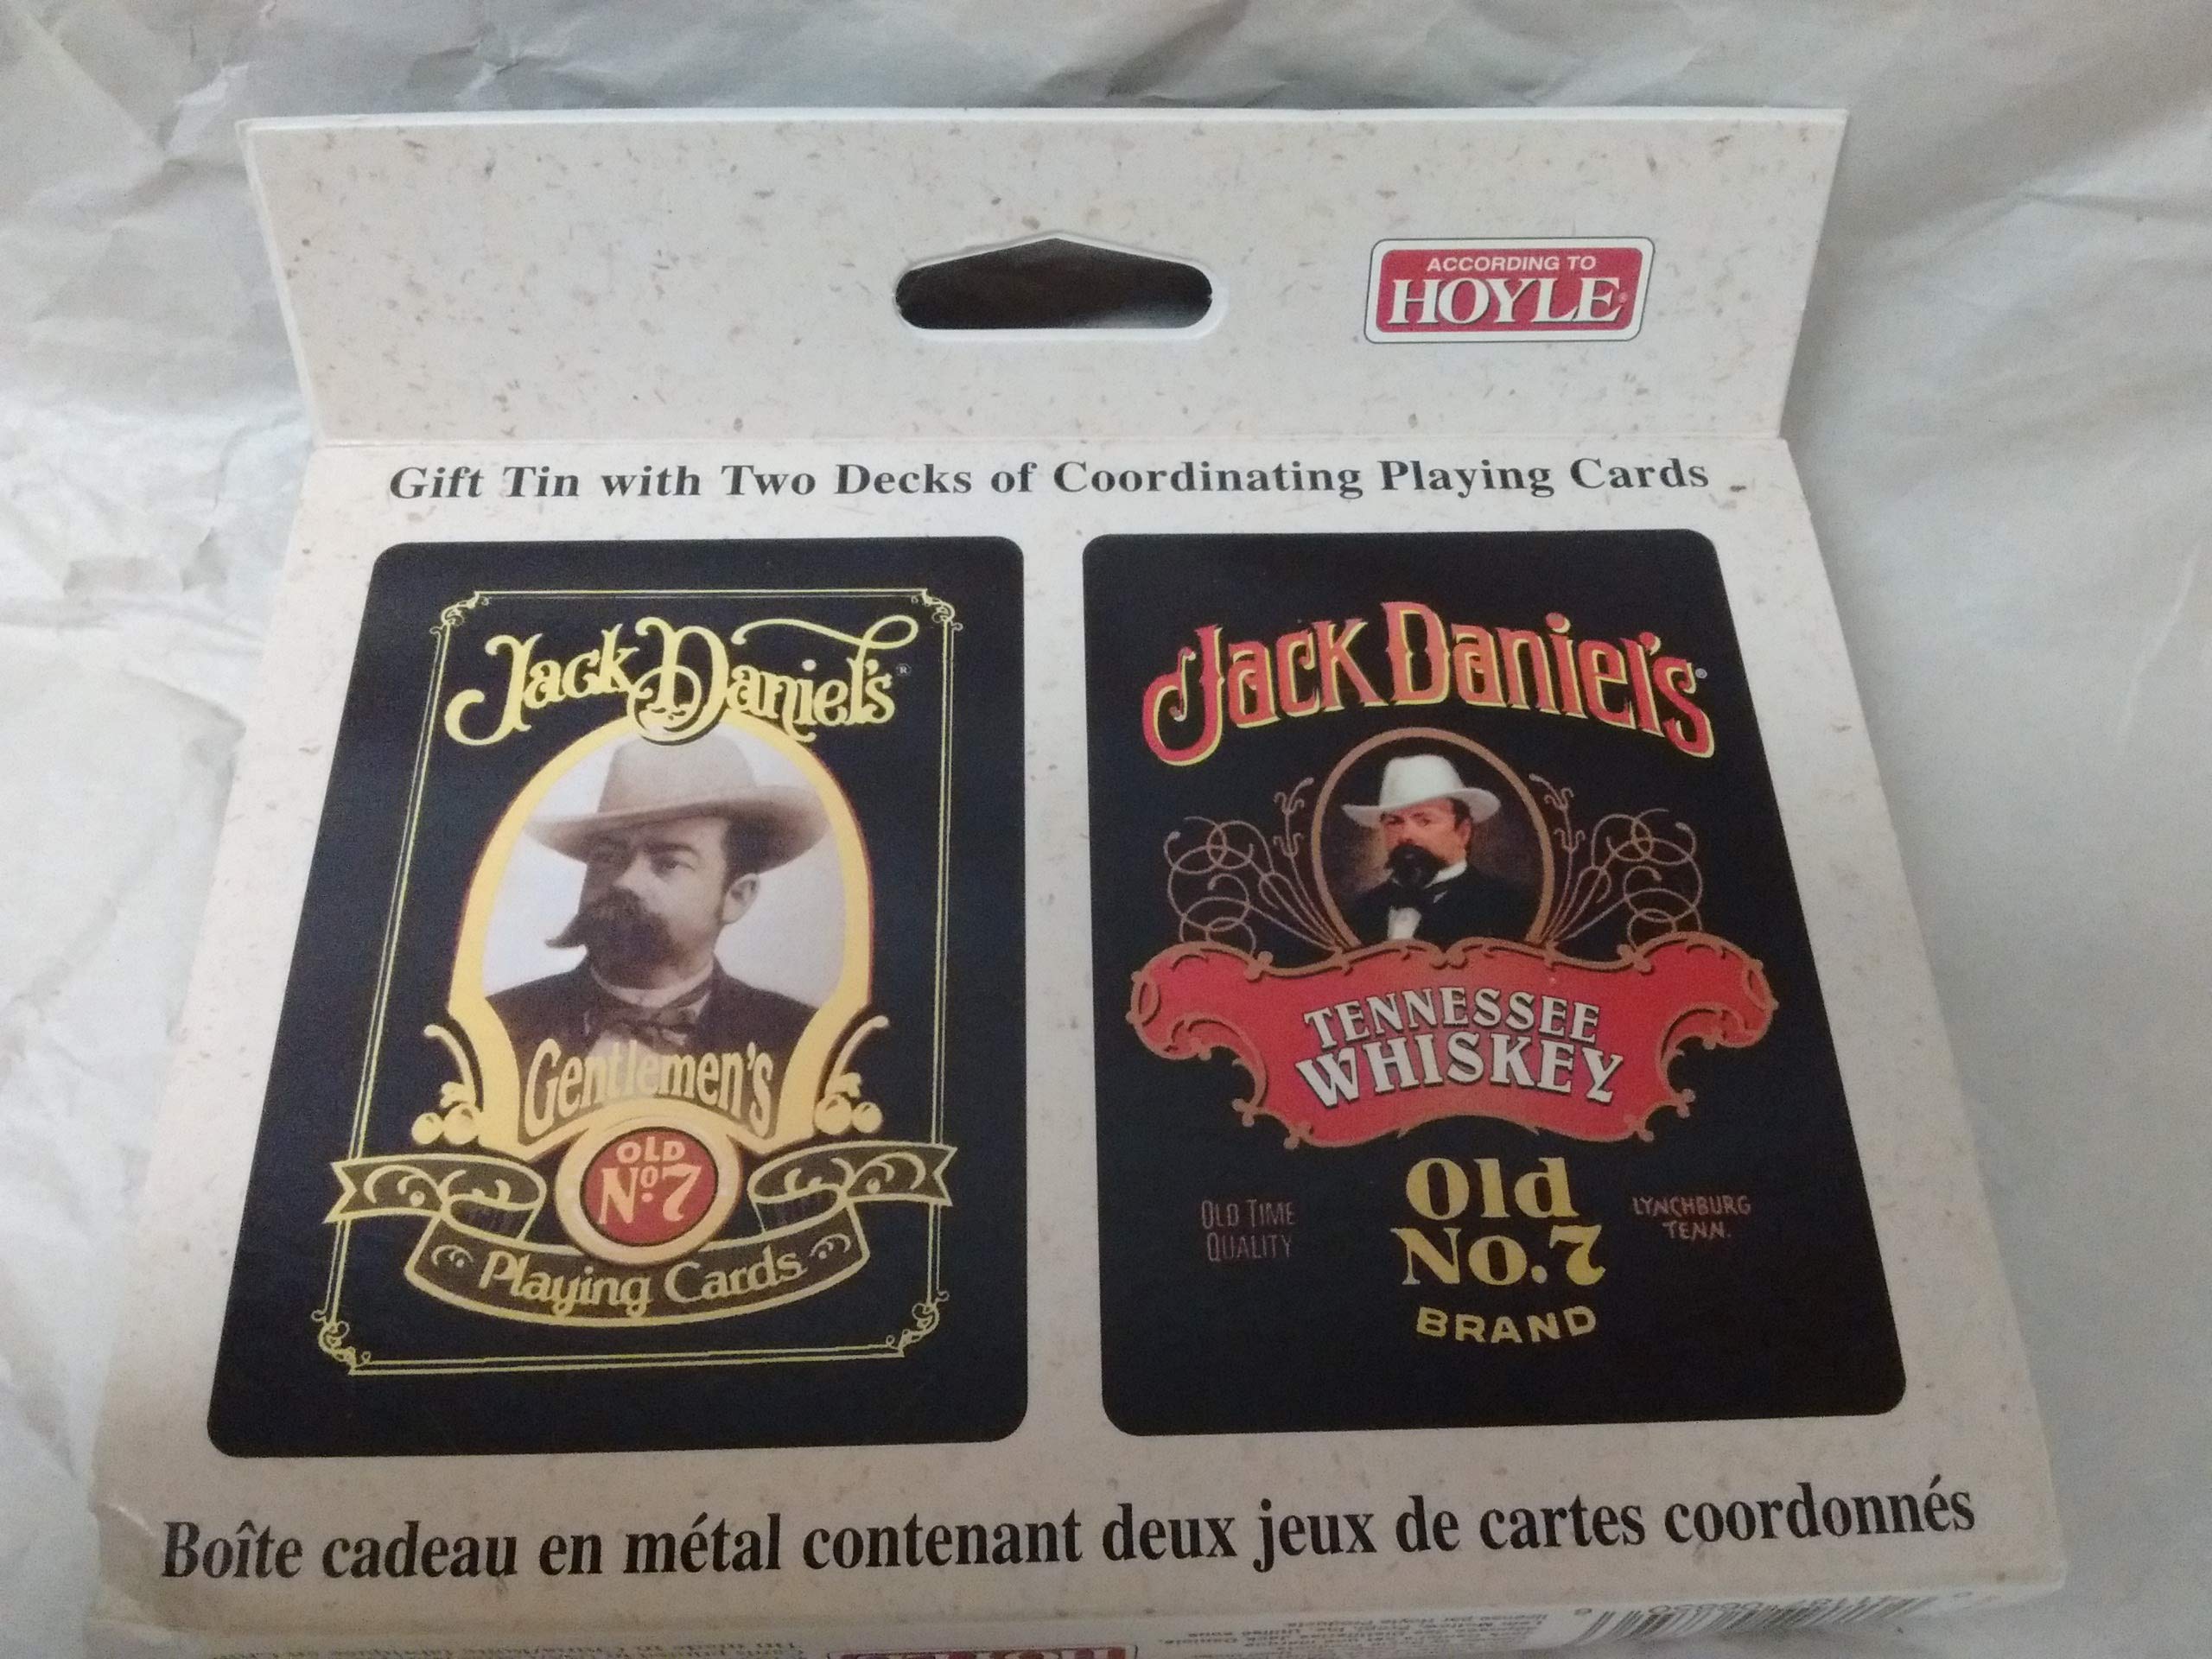 ACCORDING TO
HOYLE
Gift Tin with Two Decks of Coordinating Playing Cards
Jack Daniel's®
Gentlemen's
OLD
No.7
Playing Cards
Jack Daniel's®
TENNESSEE
WHISKEY
Old
No.7
BRAND
OLD TIME
QUALITY
LYNCHBURG
TENN.
Boîte cadeau en métal contenant deux jeux de cartes coordonnés